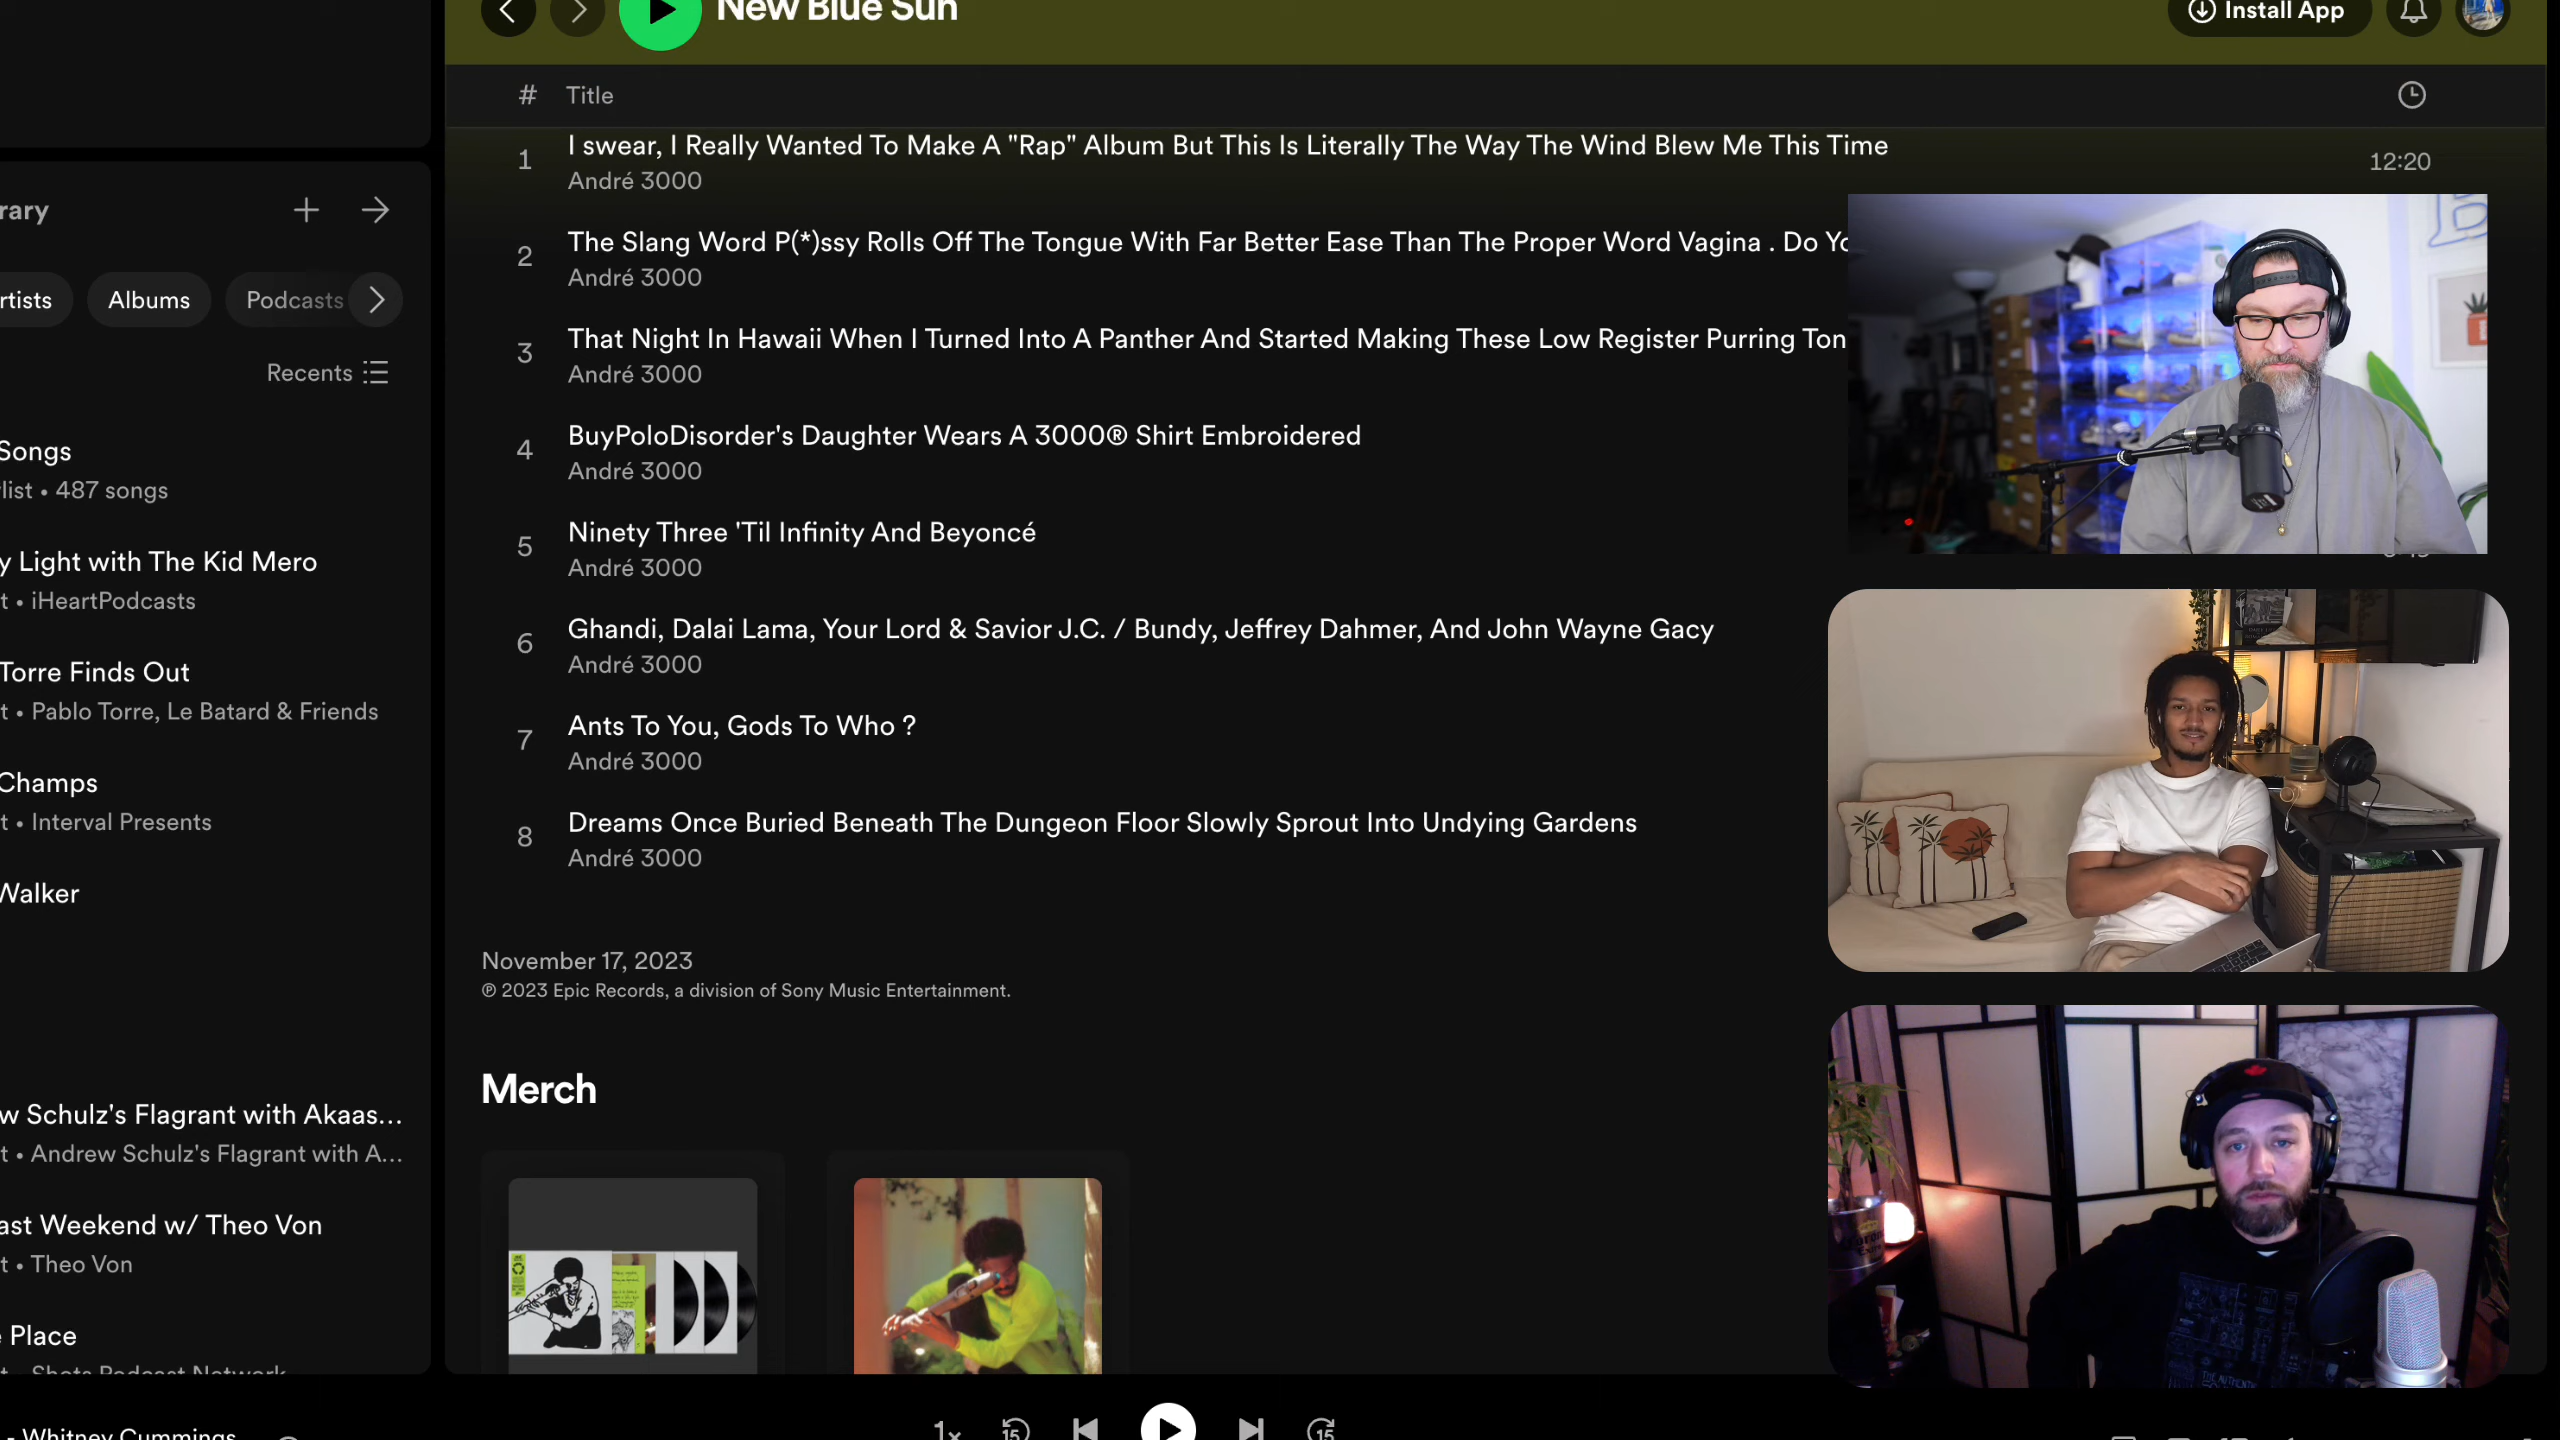 New Blue Sun
Install App
# Title
1
I swear, I Really Wanted To Make A "Rap" Album But This Is Literally The Way The Wind Blew Me This Time
André 3000
12:20
2
The Slang Word P(*)ssy Rolls Off The Tongue With Far Better Ease Than The Proper Word Vagina . Do Yo
André 3000
3
That Night In Hawaii When I Turned Into A Panther And Started Making These Low Register Purring Ton
André 3000
4
BuyPoloDisorder's Daughter Wears A 3000® Shirt Embroidered
André 3000
5
Ninety Three 'Til Infinity And Beyoncé
André 3000
6
Ghandi, Dalai Lama, Your Lord & Savior J.C. / Bundy, Jeffrey Dahmer, And John Wayne Gacy
André 3000
7
Ants To You, Gods To Who ?
André 3000
8
Dreams Once Buried Beneath The Dungeon Floor Slowly Sprout Into Undying Gardens
André 3000
November 17, 2023
℗ 2023 Epic Records, a division of Sony Music Entertainment.
Merch
rary
rtists Albums Podcasts
Recents
Songs
list • 487 songs
y Light with The Kid Mero
t • iHeartPodcasts
Torre Finds Out
t • Pablo Torre, Le Batard & Friends
Champs
t • Interval Presents
Walker
w Schulz's Flagrant with Akaas...
t • Andrew Schulz's Flagrant with A...
ast Weekend w/ Theo Von
t • Theo Von
e Place
t • Shots Podcast Network
- Whitney Cummings
1x 15 15